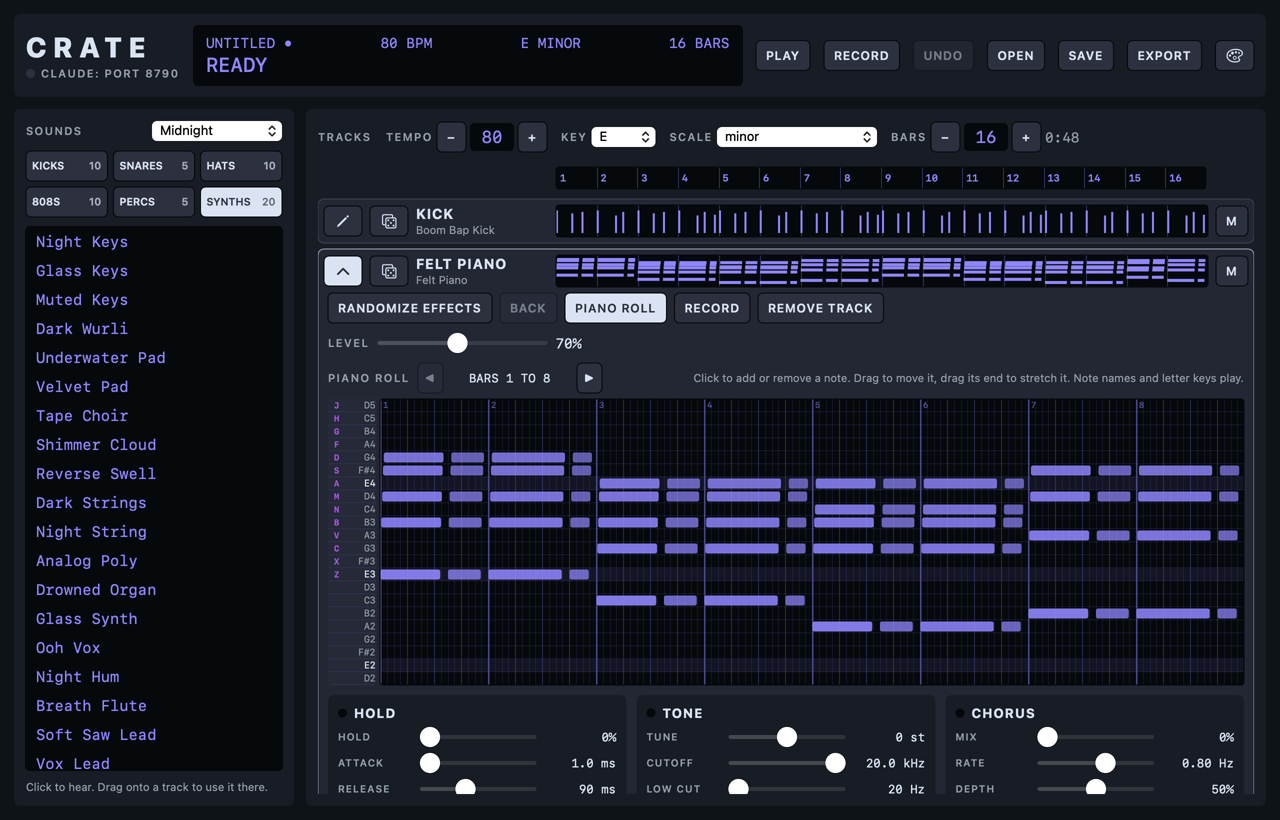 CRATE
CLAUDE: PORT 8790
UNTITLED • 80 BPM E MINOR 16 BARS
READY
PLAY RECORD UNDO OPEN SAVE EXPORT
SOUNDS Midnight
KICKS 10 SNARES 5 HATS 10
808S 10 PERCS 5 SYNTHS 20
Night Keys
Glass Keys
Muted Keys
Dark Wurli
Underwater Pad
Velvet Pad
Tape Choir
Shimmer Cloud
Reverse Swell
Dark Strings
Night String
Analog Poly
Drowned Organ
Glass Synth
Ooh Vox
Night Hum
Breath Flute
Soft Saw Lead
Vox Lead
Click to hear. Drag onto a track to use it there.
TRACKS TEMPO − 80 + KEY E SCALE minor BARS − 16 + 0:48
1 2 3 4 5 6 7 8 9 10 11 12 13 14 15 16
KICK
Boom Bap Kick
M
FELT PIANO
Felt Piano
M
RANDOMIZE EFFECTS BACK PIANO ROLL RECORD REMOVE TRACK
LEVEL 70%
PIANO ROLL ◀ BARS 1 TO 8 ▶ Click to add or remove a note. Drag to move it, drag its end to stretch it. Note names and letter keys play.
J D5 1 2 3 4 5 6 7 8
H C5
G B4
F A4
D G4
S F#4
A E4
M D4
N C4
B B3
V A3
C G3
X F#3
Z E3
D3
C3
B2
A2
G2
F#2
E2
D2
HOLD
HOLD 0%
ATTACK 1.0 ms
RELEASE 90 ms
TONE
TUNE 0 st
CUTOFF 20.0 kHz
LOW CUT 20 Hz
CHORUS
MIX 0%
RATE 0.80 Hz
DEPTH 50%